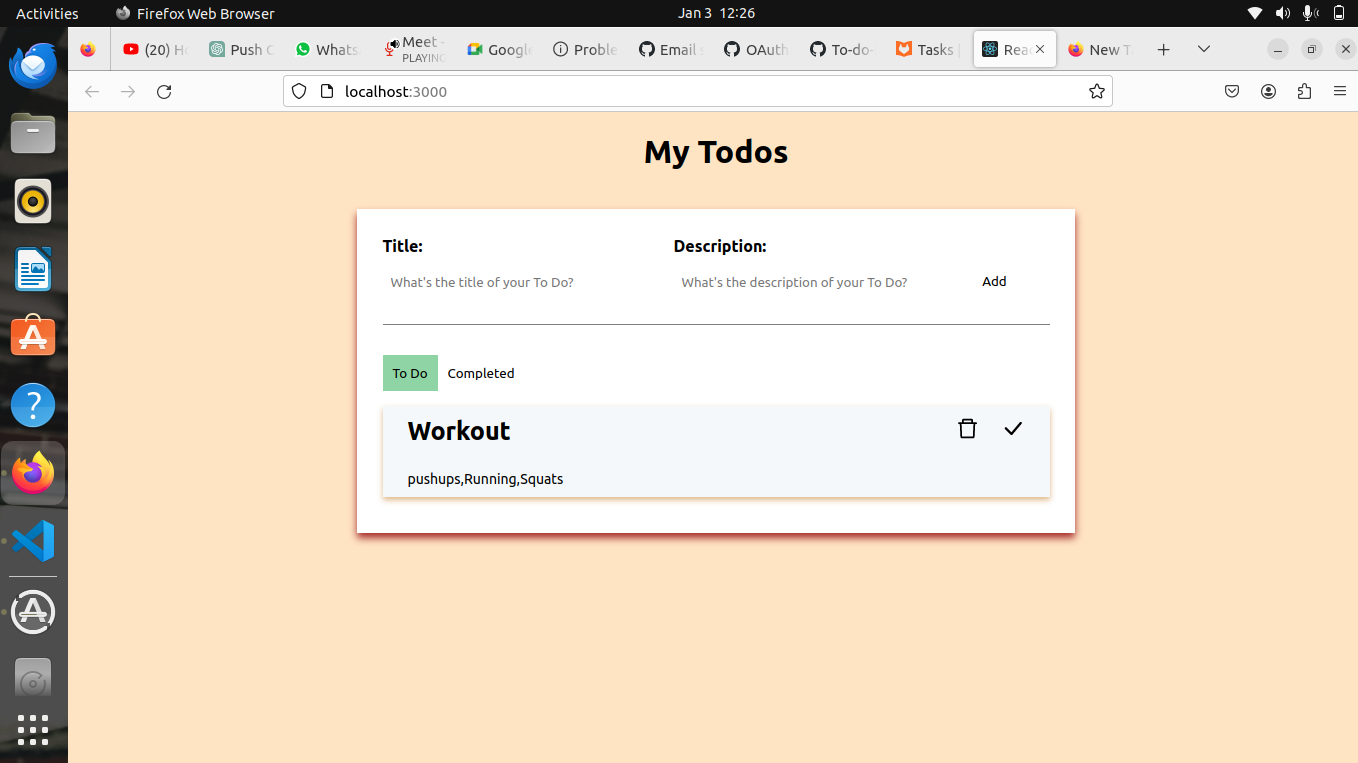 Activities
Firefox Web Browser
Jan 3 12:26
(20) H
Push C
Whats
Meet -
PLAYING
Google
Proble
Email s
OAuth
To-do-
Tasks |
Rea
New T
localhost:3000
My Todos
Title:
Description:
What's the title of your To Do?
What's the description of your To Do?
Add
To Do
Completed
Workout
pushups,Running,Squats